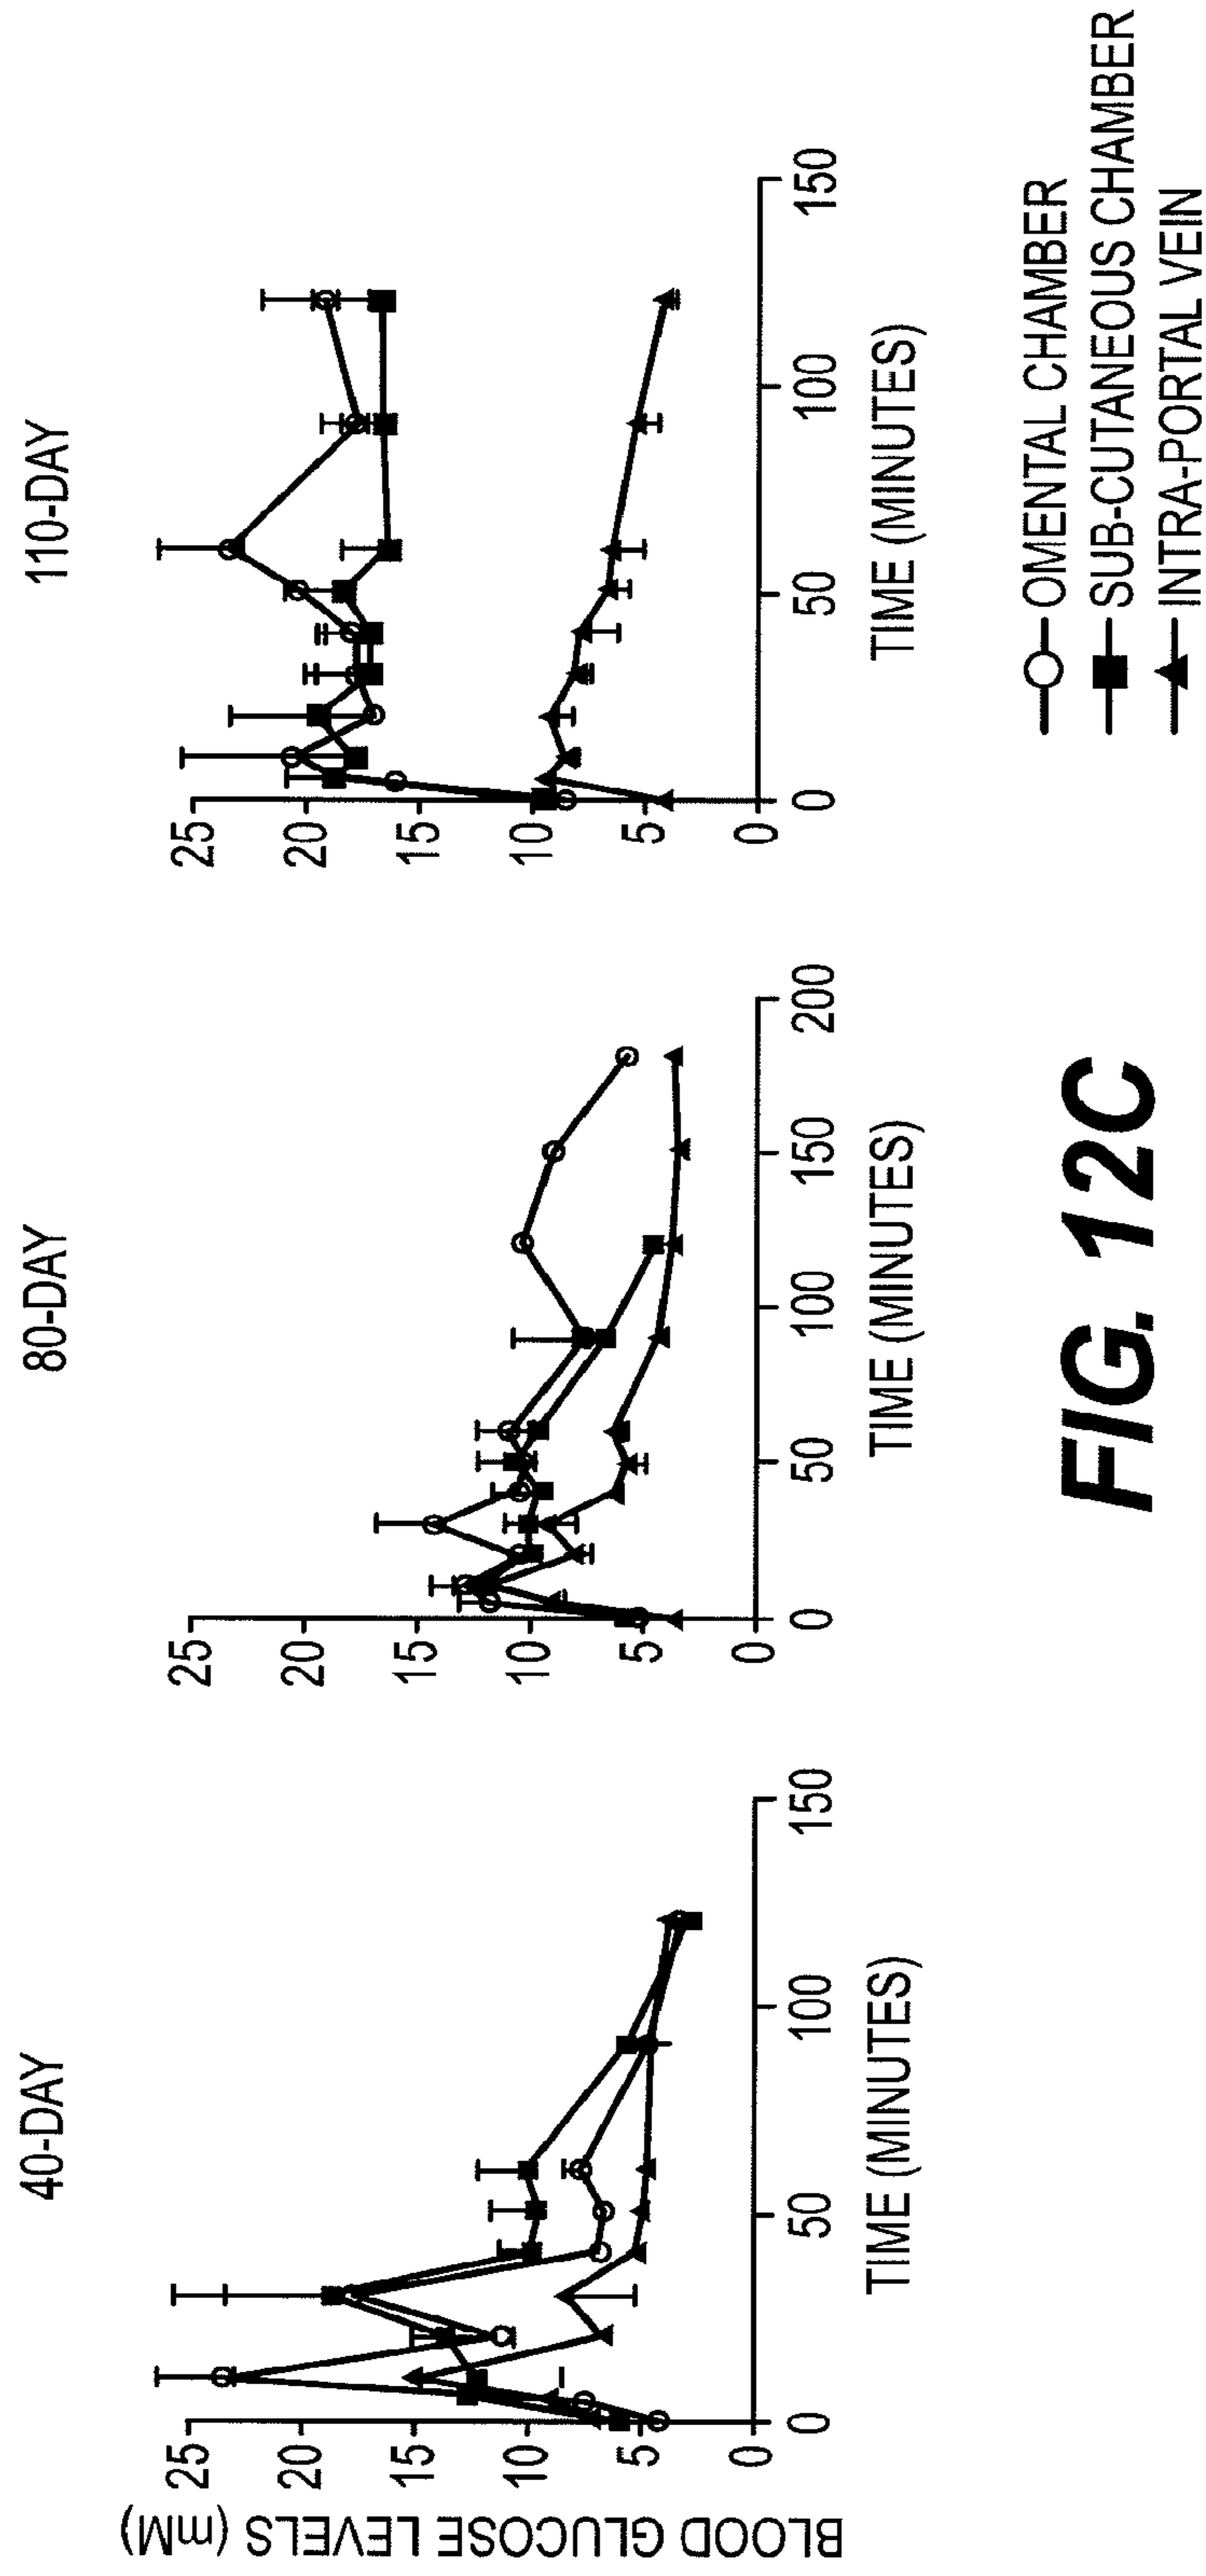 40-DAY
80-DAY
110-DAY
BLOOD GLUCOSE LEVELS (mM)
25
20
15
10
5
0
0
50
100
150
TIME (MINUTES)
25
20
15
10
5
0
0
50
100
150
200
TIME (MINUTES)
25
20
15
10
5
0
0
50
100
150
TIME (MINUTES)
OMENTAL CHAMBER
SUB-CUTANEOUS CHAMBER
INTRA-PORTAL VEIN
FIG. 12C